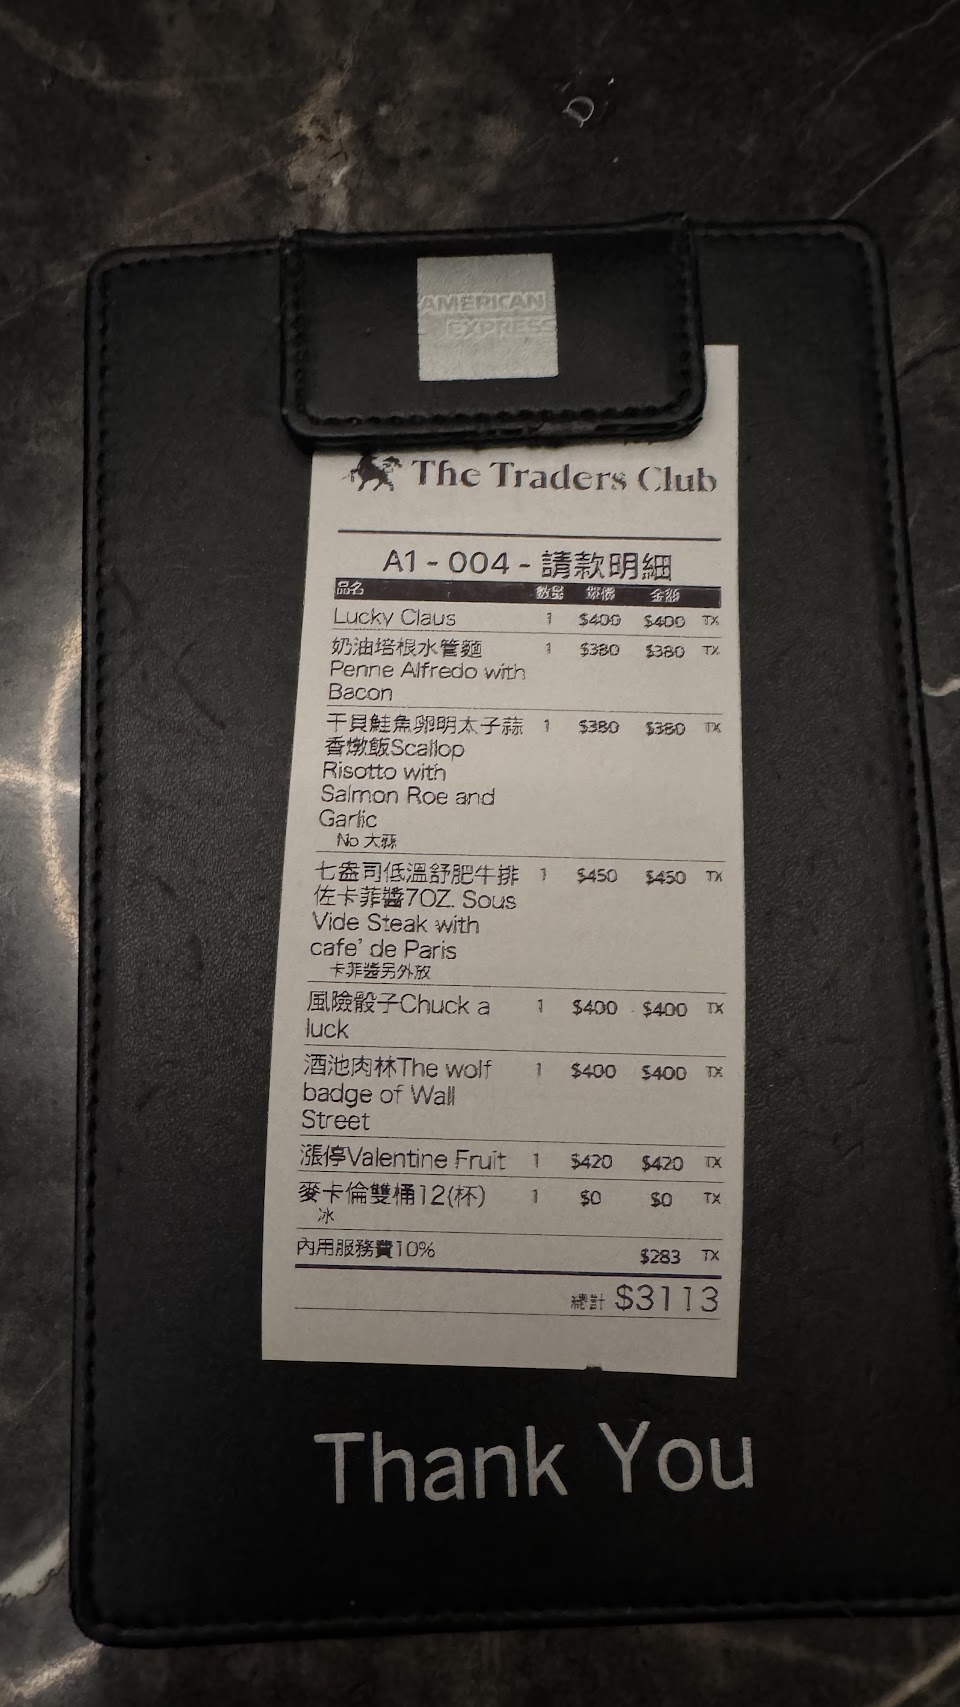 AMERICAN
EXPRESS
The Traders Club
A1 - 004 - 請款明細
品名 數量 單價 金額
Lucky Claus 1 $400 $400 TX
奶油培根水管麵 1 $380 $380 TX
Penne Alfredo with
Bacon
干貝鮭魚卵明太子蒜 1 $380 $380 TX
香燉飯Scallop
Risotto with
Salmon Roe and
Garlic
No 大蒜
七盎司低溫舒肥牛排 1 $450 $450 TX
佐卡菲醬7OZ. Sous
Vide Steak with
cafe' de Paris
卡菲醬另外放
風險骰子Chuck a 1 $400 $400 TX
luck
酒池肉林The wolf 1 $400 $400 TX
badge of Wall
Street
漲停Valentine Fruit 1 $420 $420 TX
麥卡倫雙桶12(杯) 1 $0 $0 TX
冰
內用服務費10% $283 TX
總計 $3113
Thank You